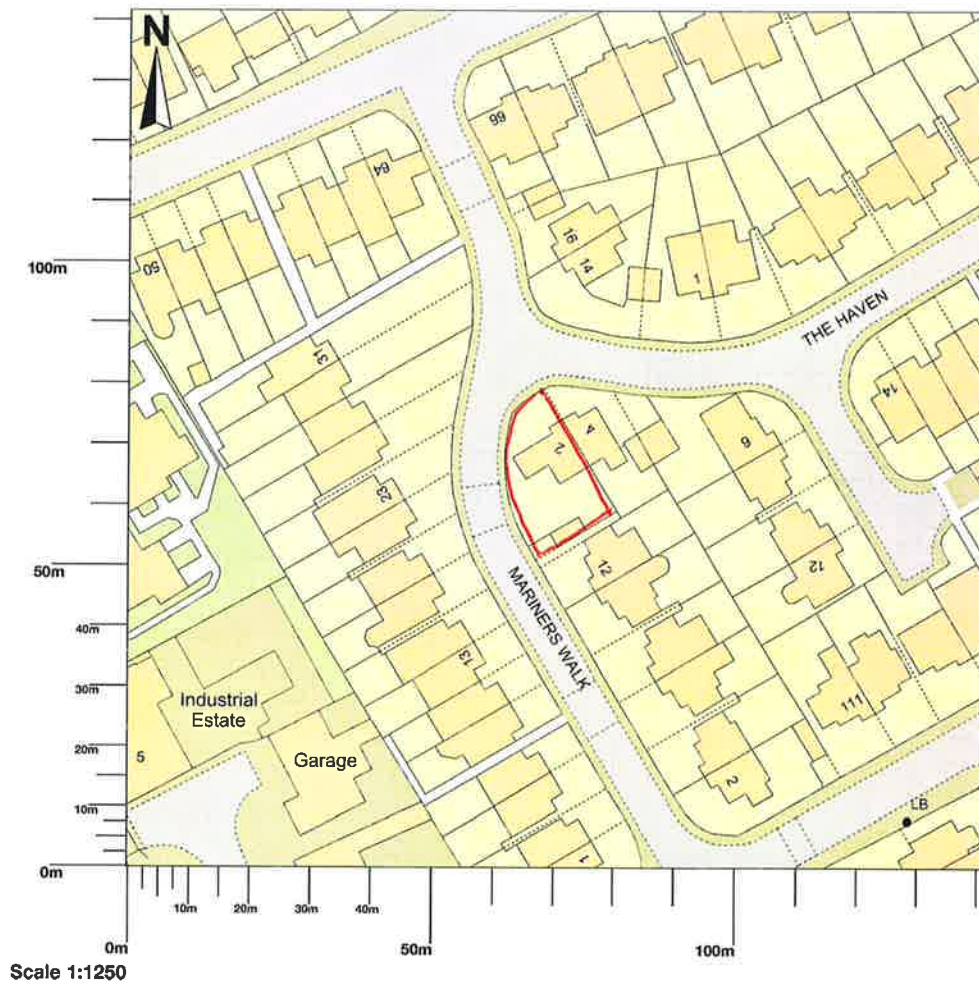 N
66
64
50
16
14
1
100m
THE HAVEN
31
14
4
2
6
23
50m
12
12
MARINERS WALK
40m
13
30m
111
Industrial
Estate
20m
5
Garage
2
10m
LB
1
0m
10m
20m
30m
40m
0m
50m
100m
Scale 1:1250